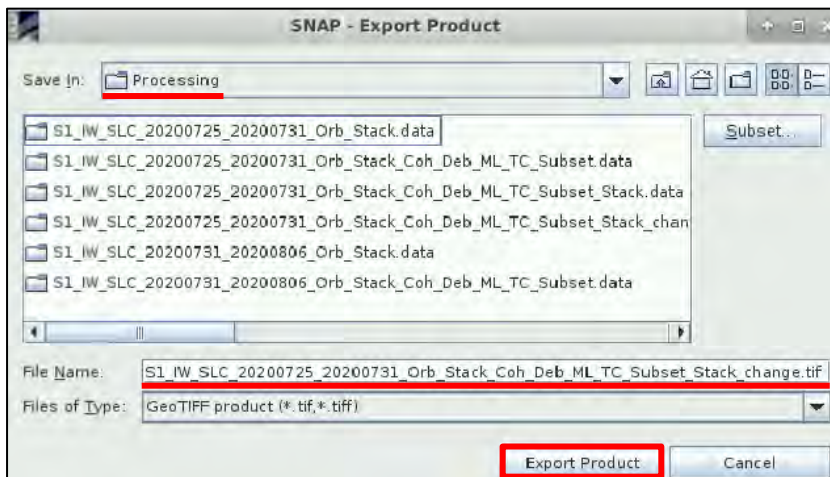 SNAP - Export Product
Save In: Processing
S1_IW_SLC_20200725_20200731_Orb_Stack.data
Subset...
S1_IW_SLC_20200725_20200731_Orb_Stack_Coh_Deb_ML_TC_Subset.data
S1_IW_SLC_20200725_20200731_Orb_Stack_Coh_Deb_ML_TC_Subset_Stack.data
S1_IW_SLC_20200725_20200731_Orb_Stack_Coh_Deb_ML_TC_Subset_Stack_chan
S1_IW_SLC_20200731_20200806_Orb_Stack.data
S1_IW_SLC_20200731_20200806_Orb_Stack_Coh_Deb_ML_TC_Subset.data
File Name: S1_IW_SLC_20200725_20200731_Orb_Stack_Coh_Deb_ML_TC_Subset_Stack_change.tif
Files of Type: GeoTIFF product (*.tif,*.tiff)
Export Product Cancel